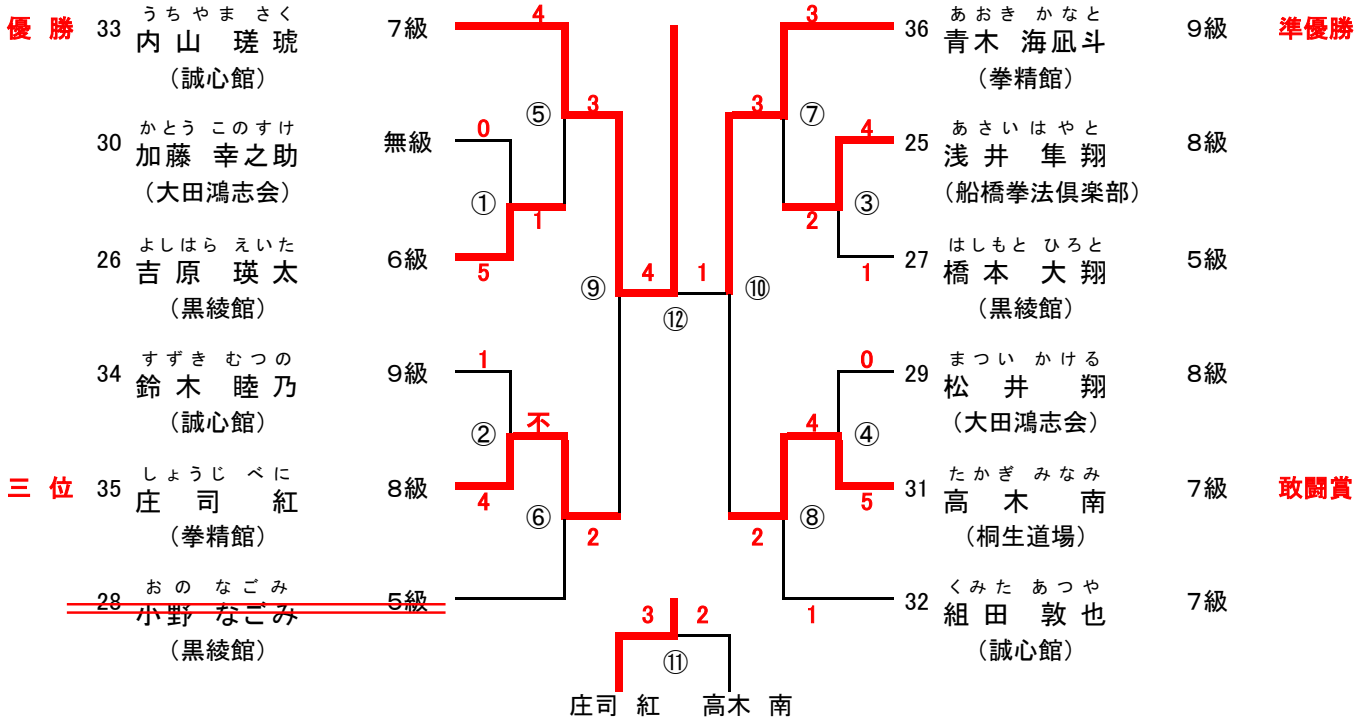 優 勝 33 うちやま さく 内 山 瑳 琥 7級
（誠心館）
30 かとう このすけ 加藤 幸之助 無級
（大田鴻志会）
26 よしはら えいた 吉 原 瑛 太 6級
（黒綾館）
34 すずき むつの 鈴 木 睦 乃 9級
（誠心館）
三 位 35 しょうじ べに 庄 司 紅 8級
（拳精館）
28 おの なごみ 小野 なごみ 5級
（黒綾館）
4
0
⑤
3
①
1
5
⑨
4
1
②
不
4
⑥
2
⑫
3
3
⑦
4
③
2
1
1
⑩
0
4
④
5
⑧
2
1
36 あおき かなと 青木 海凪斗 9級 準優勝
（拳精館）
25 あさい はやと 浅 井 隼 翔 8級
（船橋拳法倶楽部）
27 はしもと ひろと 橋 本 大 翔 5級
（黒綾館）
29 まつい かける 松 井 翔 8級
（大田鴻志会）
31 たかぎ みなみ 高 木 南 7級 敢闘賞
（桐生道場）
32 くみた あつや 組 田 敦 也 7級
（誠心館）
3 2
⑪
庄司 紅 高木 南